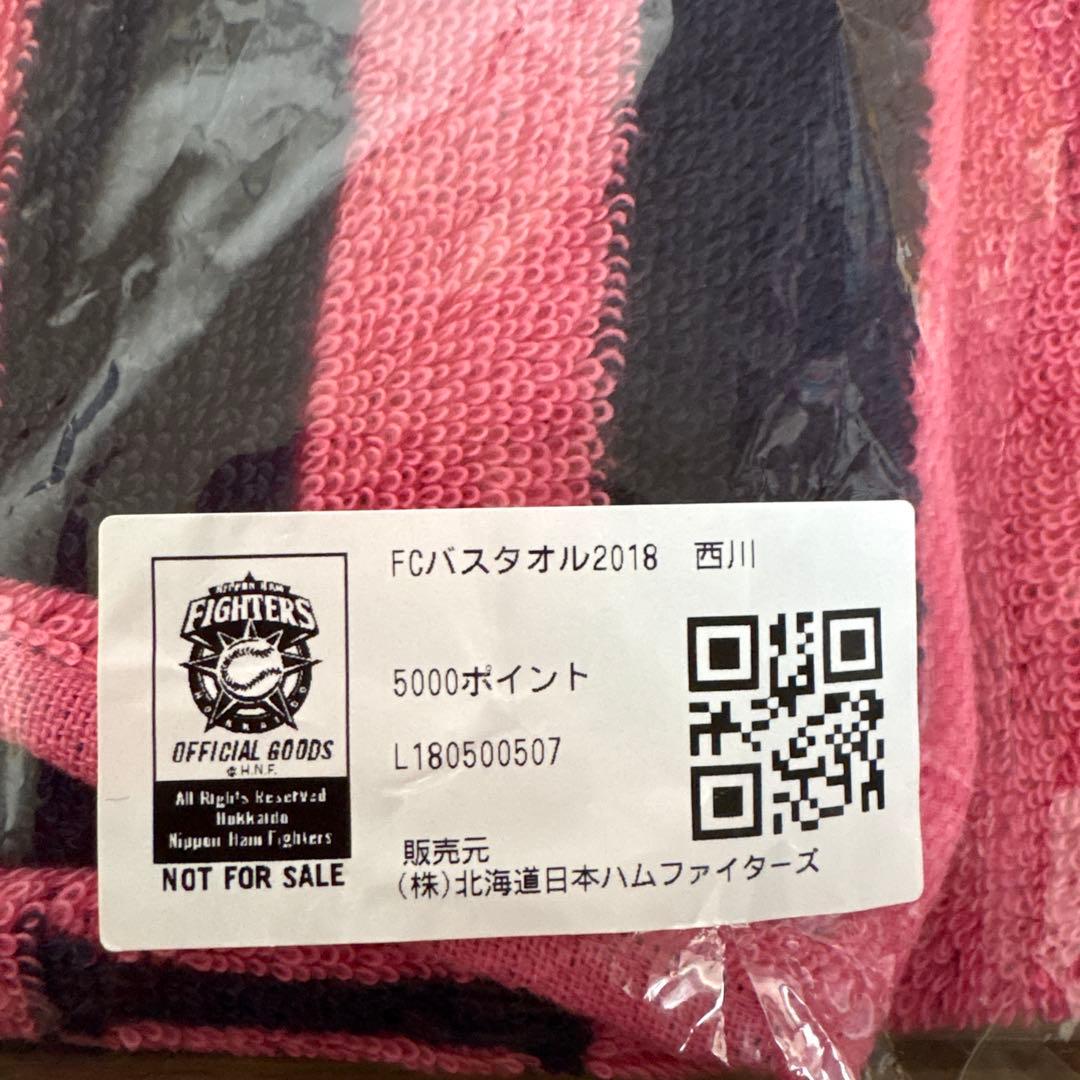 FCバスタオル2018　西川
NIPPON HAM
FIGHTERS
HOKKAIDO
OFFICIAL GOODS
©H.N.F.
All Rights Reserved
Hokkaido
Nippon Ham Fighters
NOT FOR SALE
5000ポイント
L180500507
販売元
(株)北海道日本ハムファイターズ